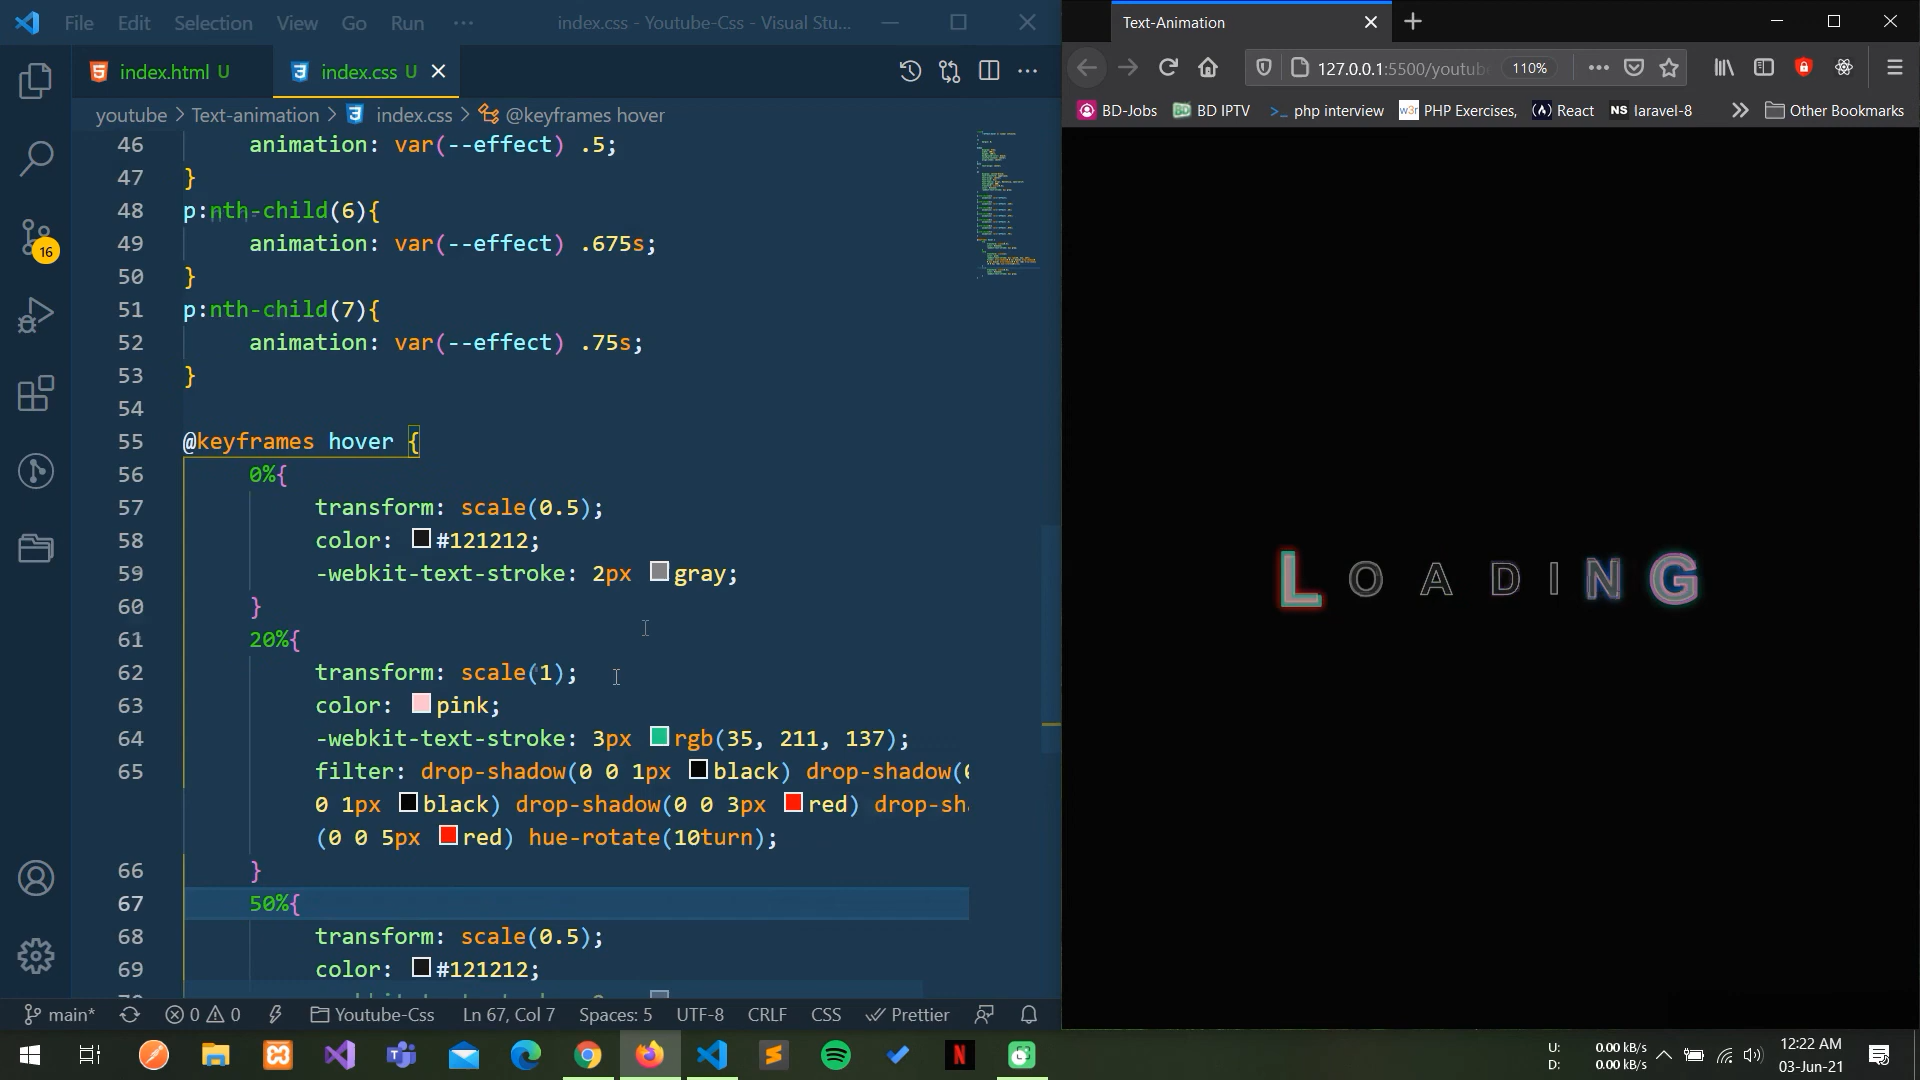 File Edit Selection View Go Run ··· index.css - Youtube-Css - Visual Stu...
index.html U index.css U
youtube > Text-animation > index.css > @keyframes hover
46 animation: var(--effect) .5;
47 }
48 p:nth-child(6){
49 animation: var(--effect) .675s;
50 }
51 p:nth-child(7){
52 animation: var(--effect) .75s;
53 }
54
55 @keyframes hover {
56 0%{
57 transform: scale(0.5);
58 color: #121212;
59 -webkit-text-stroke: 2px gray;
60 }
61 20%{
62 transform: scale(1);
63 color: pink;
64 -webkit-text-stroke: 3px rgb(35, 211, 137);
65 filter: drop-shadow(0 0 1px black) drop-shadow(0
0 1px black) drop-shadow(0 0 3px red) drop-sh
(0 0 5px red) hue-rotate(10turn);
66 }
67 50%{
68 transform: scale(0.5);
69 color: #121212;
16
main* 0 0 Youtube-Css Ln 67, Col 7 Spaces: 5 UTF-8 CRLF CSS Prettier
Text-Animation
127.0.0.1:5500/youtub 110%
BD-Jobs BD IPTV php interview PHP Exercises, React laravel-8 Other Bookmarks
LOADING
U: 0.00 kB/s
D: 0.00 kB/s
12:22 AM
03-Jun-21